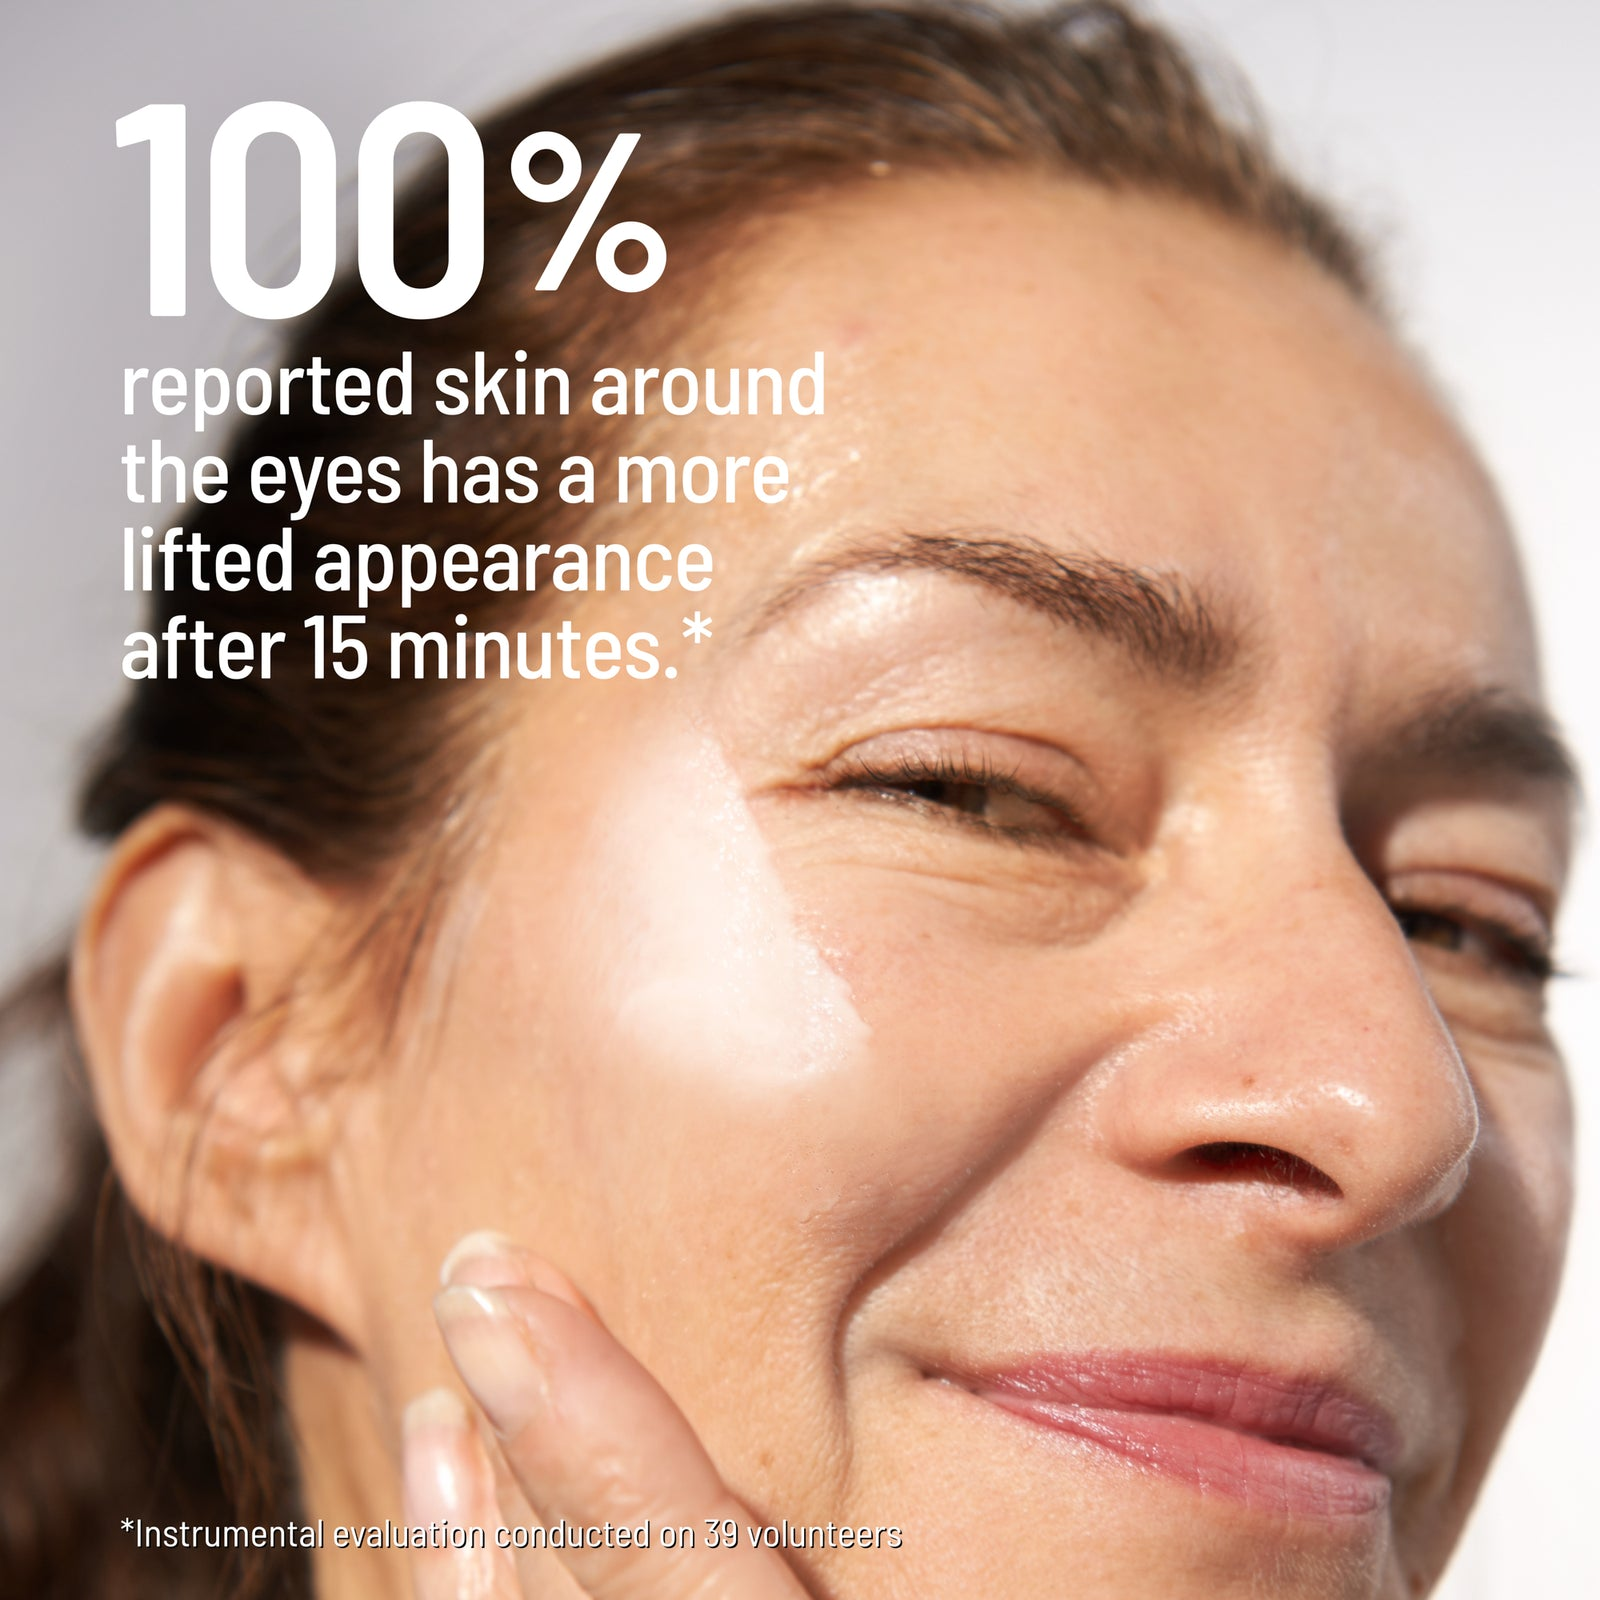 100%
reported skin around
the eyes has a more
lifted appearance
after 15 minutes.*
*Instrumental evaluation conducted on 39 volunteers